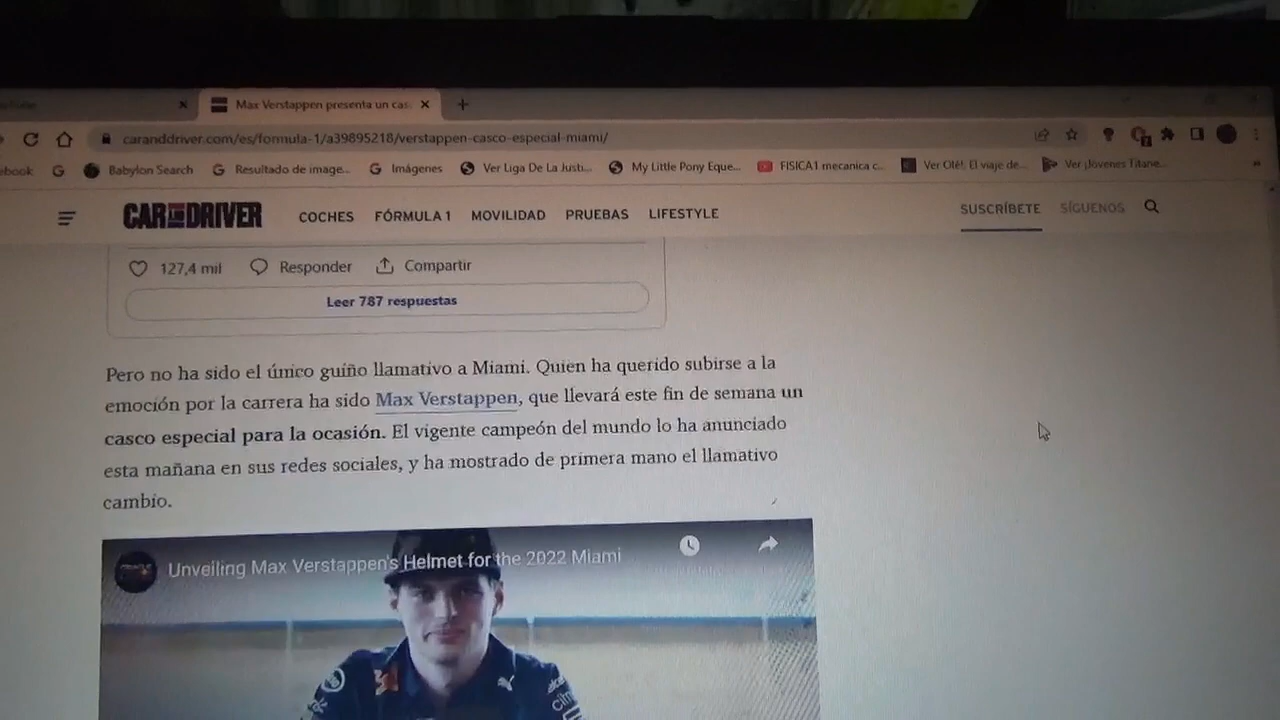 Max Verstappen presenta un cas
caranddriver.com/es/formula-1/a39895218/verstappen-casco-especial-miami/
ebook
Babylon Search
Resultado de image...
Imágenes
Ver Liga De La Justi...
My Little Pony Eque...
FISICA1 mecanica c...
Ver Olé!, El viaje de...
Ver ¡Jóvenes Titane...
CAR AND DRIVER
COCHES
FÓRMULA 1
MOVILIDAD
PRUEBAS
LIFESTYLE
SUSCRÍBETE
SÍGUENOS
127,4 mil
Responder
Compartir
Leer 787 respuestas
Pero no ha sido el único guiño llamativo a Miami. Quien ha querido subirse a la
emoción por la carrera ha sido Max Verstappen, que llevará este fin de semana un
casco especial para la ocasión. El vigente campeón del mundo lo ha anunciado
esta mañana en sus redes sociales, y ha mostrado de primera mano el llamativo
cambio.
Unveiling Max Verstappen's Helmet for the 2022 Miami